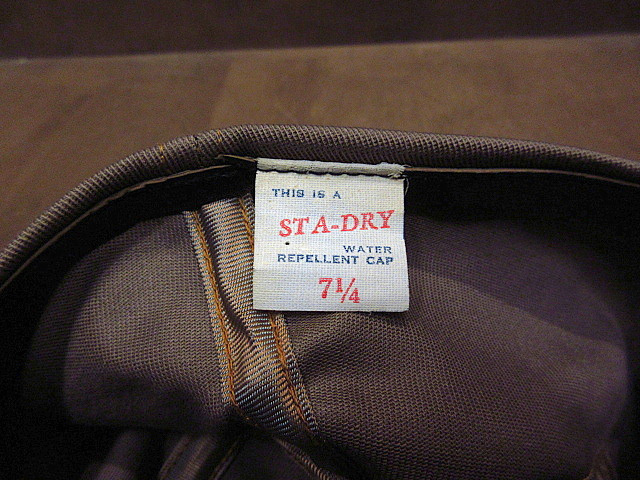 THIS IS A
STA-DRY
WATER
REPELLENT CAP
7¼